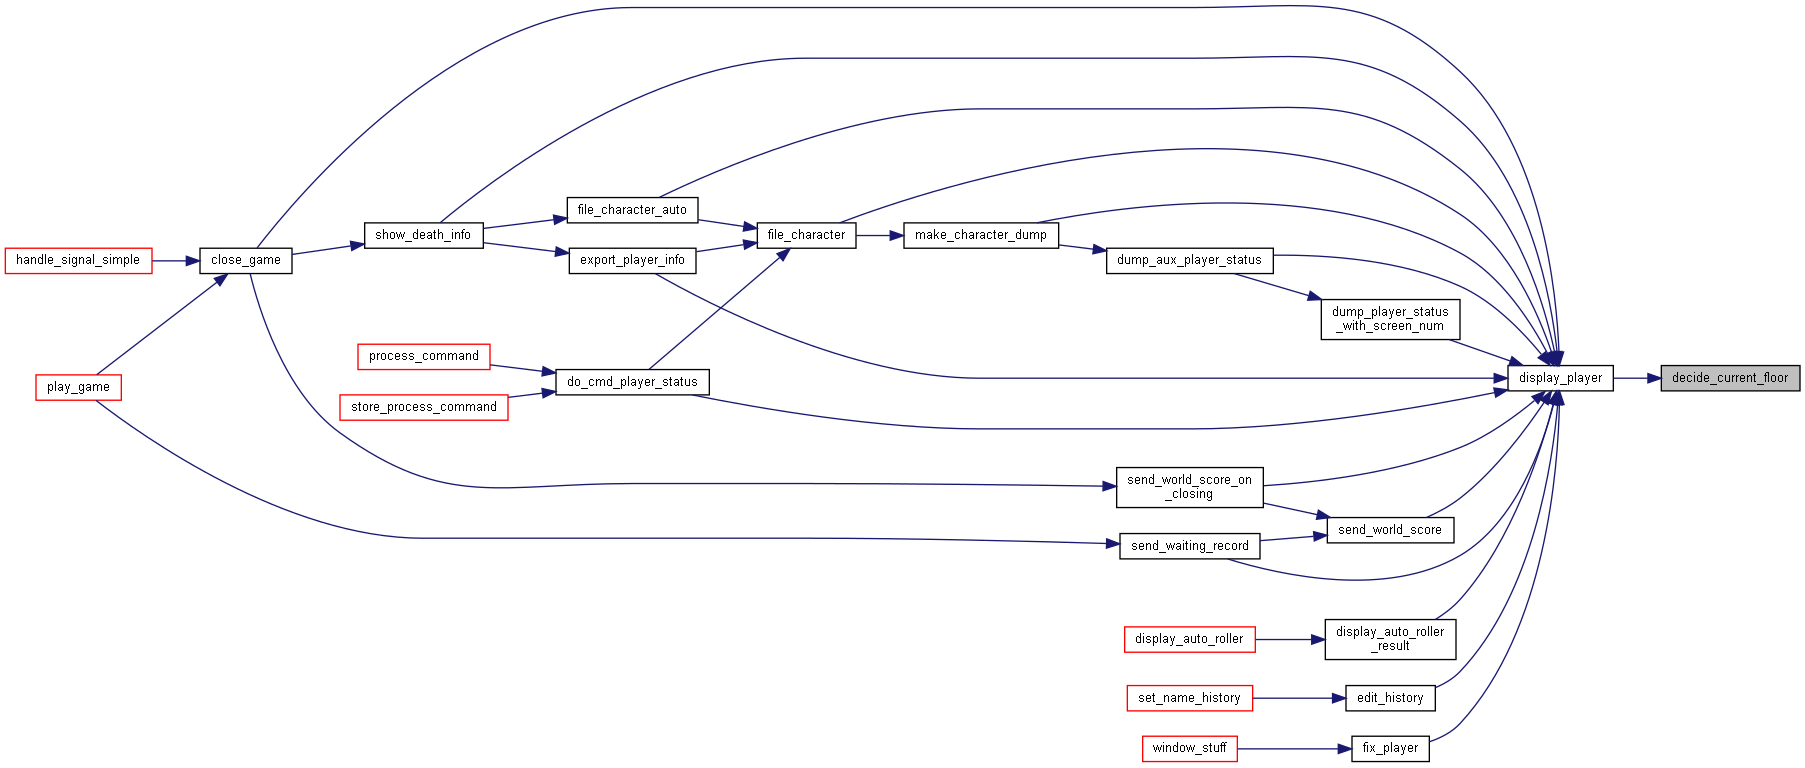 file_character_auto
show_death_info
file_character
make_character_dump
handle_signal_simple
close_game
export_player_info
dump_aux_player_status
dump_player_status
_with_screen_num
process_command
play_game
do_cmd_player_status
display_player
decide_current_floor
store_process_command
send_world_score_on
_closing
send_world_score
send_waiting_record
display_auto_roller
display_auto_roller
_result
set_name_history
edit_history
window_stuff
fix_player